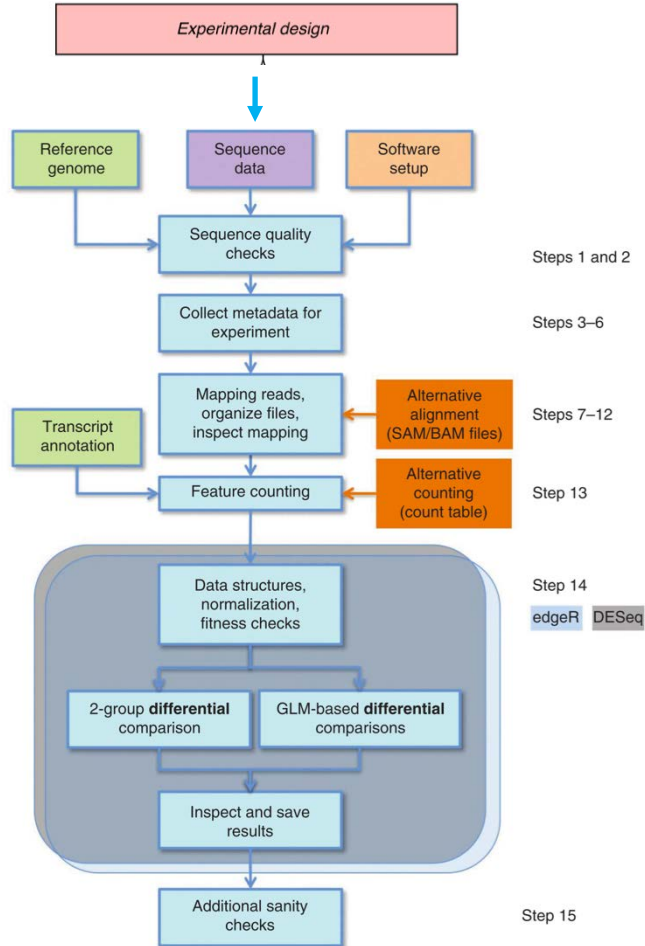 Experimental design
Reference
genome
Sequence
data
Software
setup
Sequence quality
checks
Steps 1 and 2
Collect metadata for
experiment
Steps 3–6
Mapping reads,
organize files,
inspect mapping
Alternative
alignment
(SAM/BAM files)
Steps 7–12
Transcript
annotation
Feature counting
Alternative
counting
(count table)
Step 13
Data structures,
normalization,
fitness checks
Step 14
edgeR
DESeq
2-group differential
comparison
GLM-based differential
comparisons
Inspect and save
results
Additional sanity
checks
Step 15